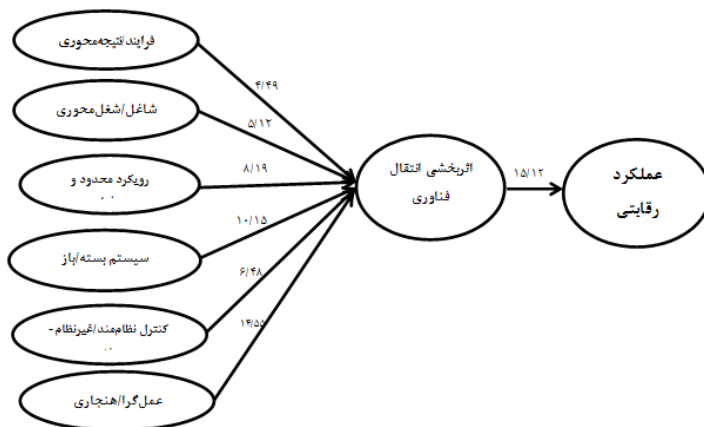 فرایند/نتیجه‌محوری
۴/۴۹
شاغل/شغل‌محوری
۵/۱۲
رویکرد محدود و
۸/۱۹
سیستم بسته/باز
۱۰/۱۵
کنترل نظام‌مند/غیرنظام-
۶/۴۸
عمل‌گرا/هنجاری
۱۴/۵۵
اثربخشی انتقال
فناوری
۱۵/۱۲
عملکرد
رقابتی